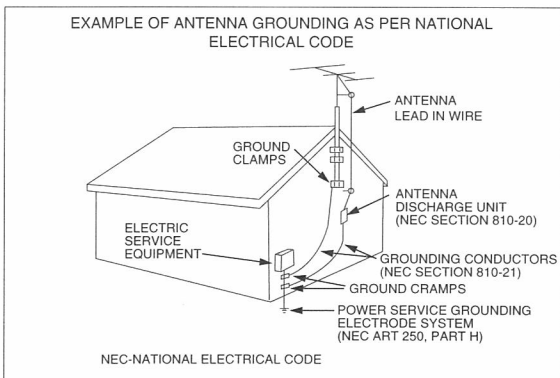 EXAMPLE OF ANTENNA GROUNDING AS PER NATIONAL
ELECTRICAL CODE
ANTENNA
LEAD IN WIRE
GROUND
CLAMPS
ANTENNA
DISCHARGE UNIT
(NEC SECTION 810-20)
ELECTRIC
SERVICE
EQUIPMENT
GROUNDING CONDUCTORS
(NEC SECTION 810-21)
GROUND CRAMPS
POWER SERVICE GROUNDING
ELECTRODE SYSTEM
(NEC ART 250, PART H)
NEC-NATIONAL ELECTRICAL CODE